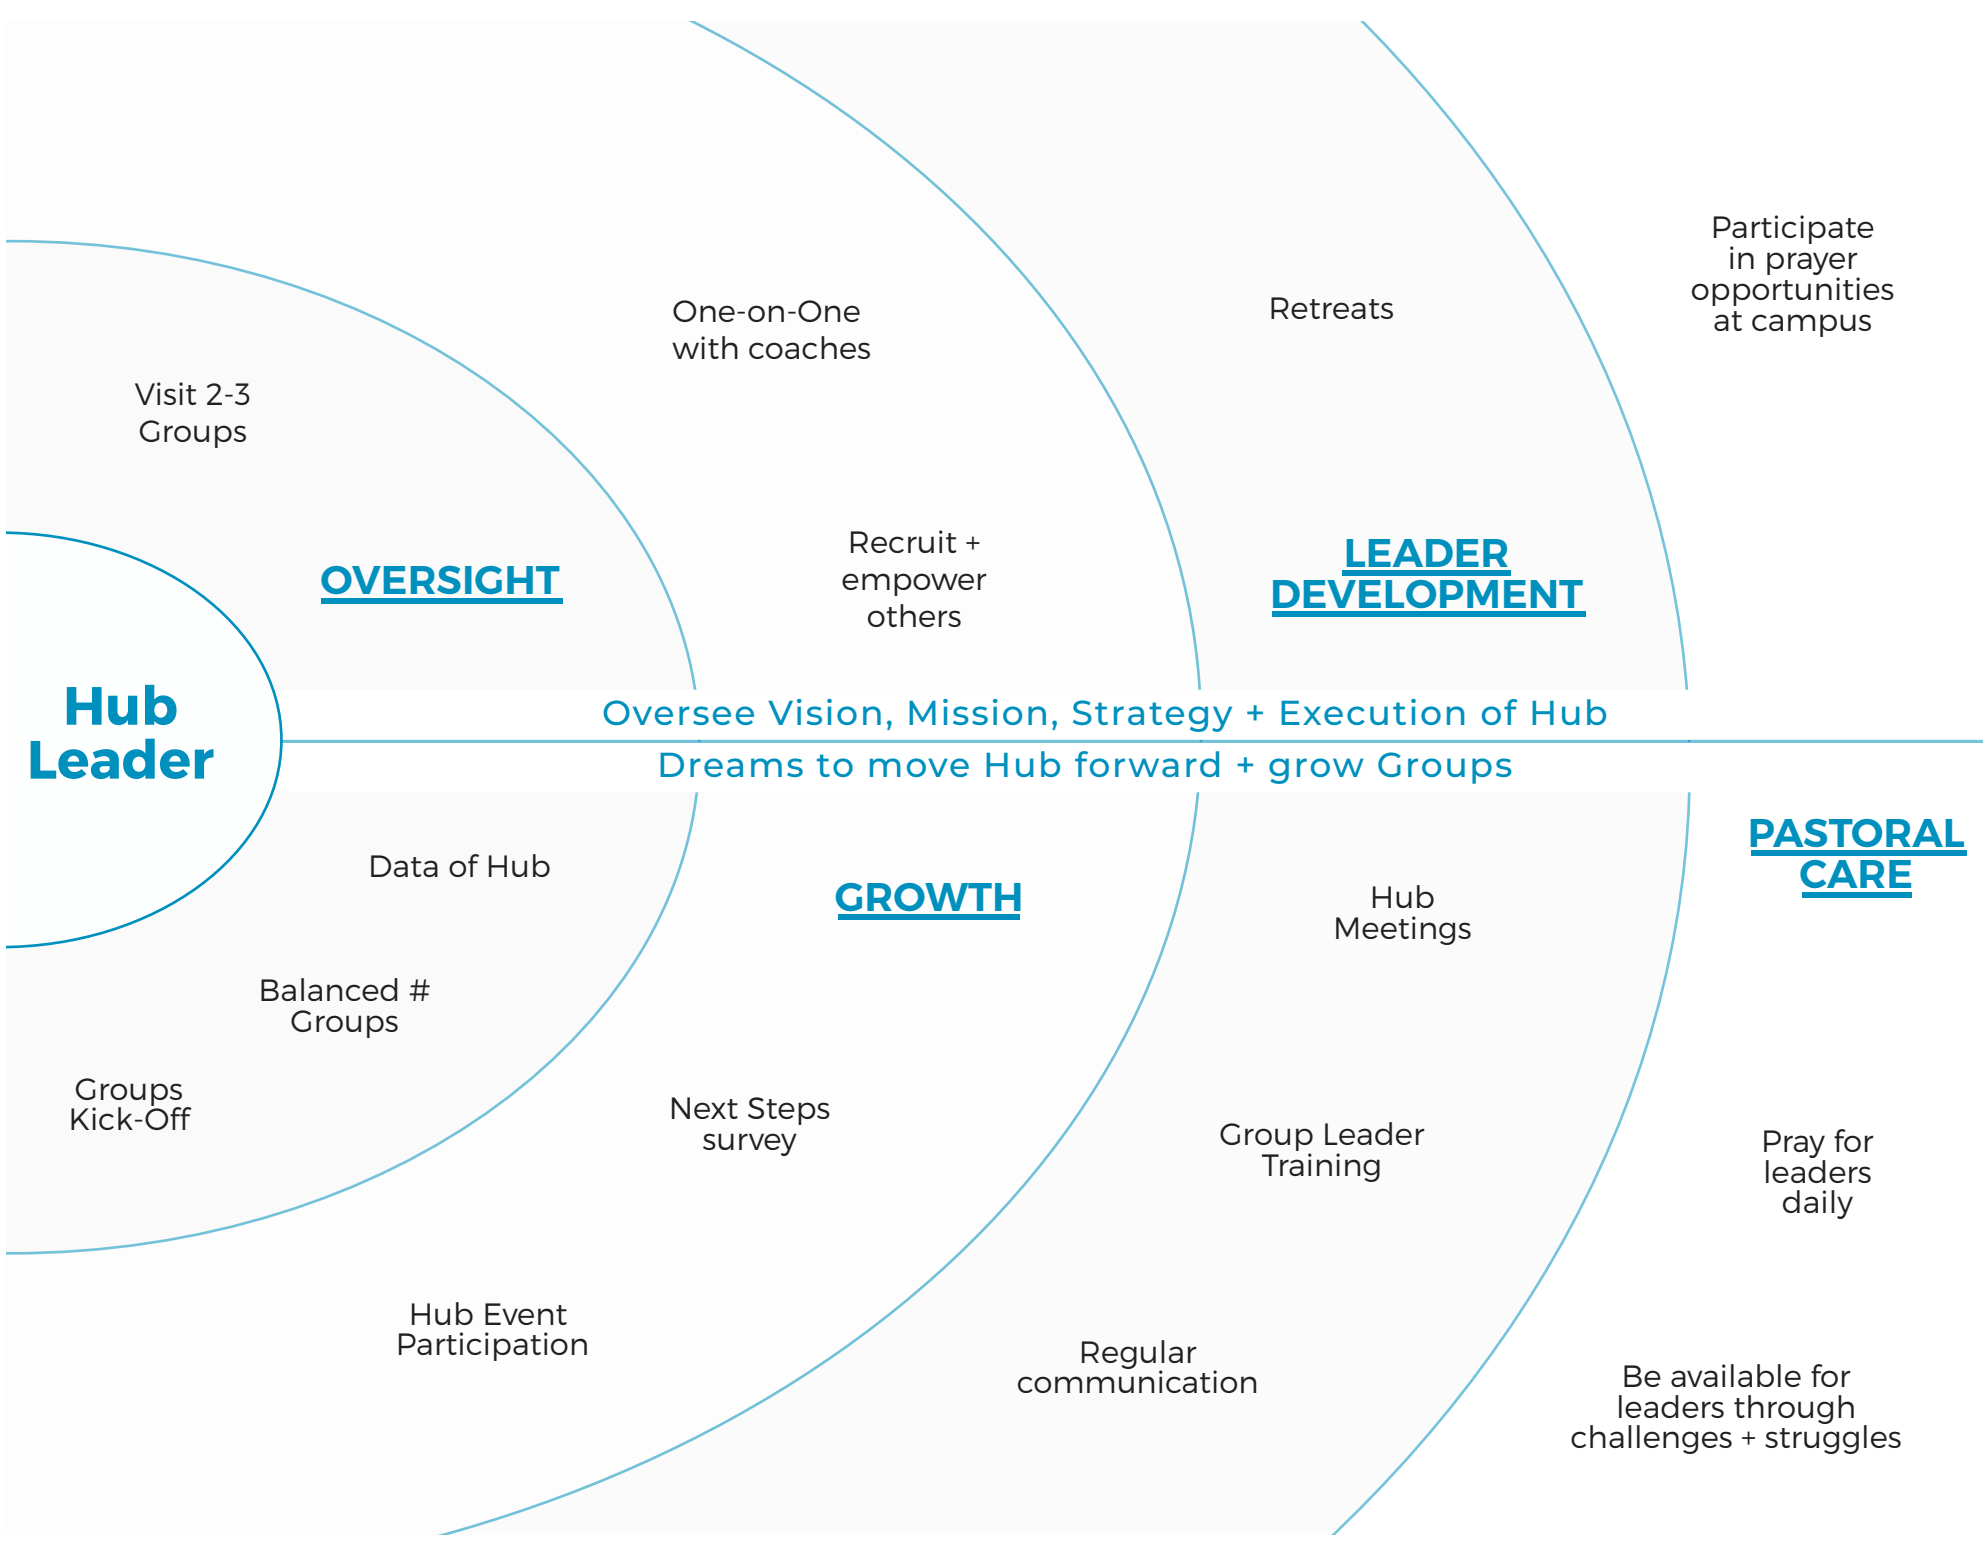 Hub
Leader
Oversee Vision, Mission, Strategy + Execution of Hub
Dreams to move Hub forward + grow Groups
OVERSIGHT
Visit 2-3
Groups
Data of Hub
Balanced #
Groups
Groups
Kick-Off
GROWTH
One-on-One
with coaches
Recruit +
empower
others
Next Steps
survey
Hub Event
Participation
LEADER
DEVELOPMENT
Retreats
Hub
Meetings
Group Leader
Training
Regular
communication
PASTORAL
CARE
Participate
in prayer
opportunities
at campus
Pray for
leaders
daily
Be available for
leaders through
challenges + struggles